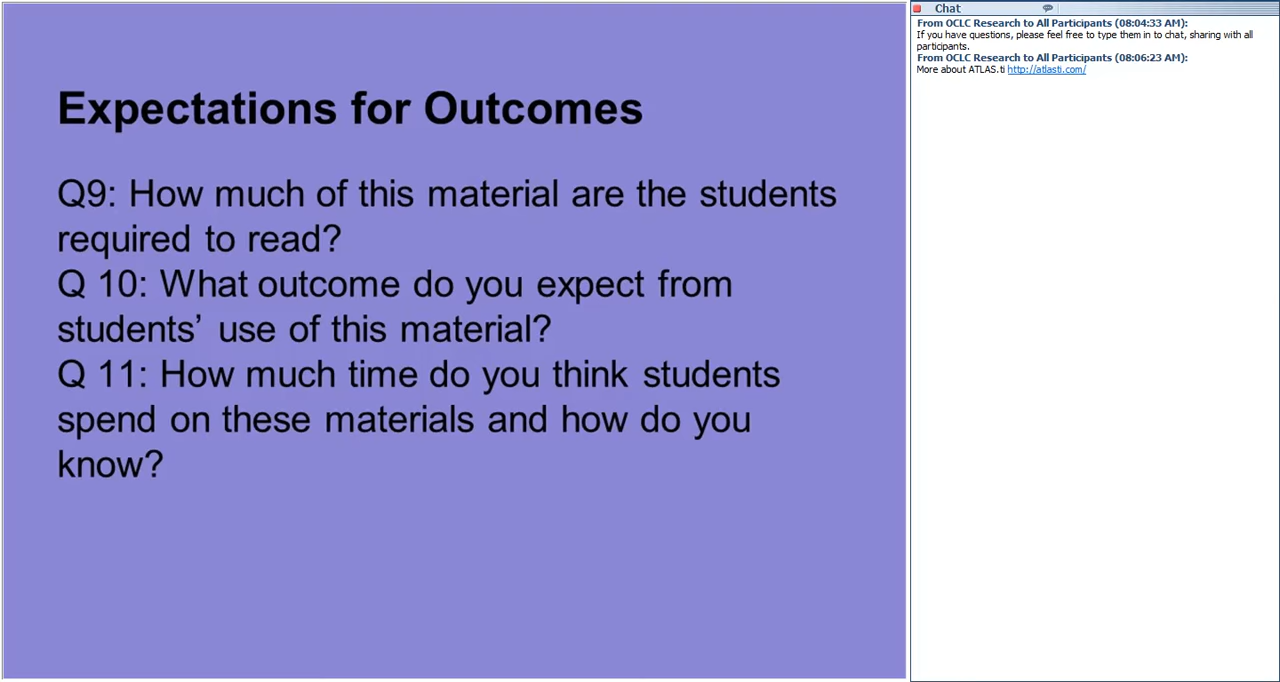 Expectations for Outcomes
Q9: How much of this material are the students
required to read?
Q 10: What outcome do you expect from
students’ use of this material?
Q 11: How much time do you think students
spend on these materials and how do you
know?
Chat
From OCLC Research to All Participants (08:04:33 AM):
If you have questions, please feel free to type them in to chat, sharing with all
participants.
From OCLC Research to All Participants (08:06:23 AM):
More about ATLAS.ti http://atlasti.com/